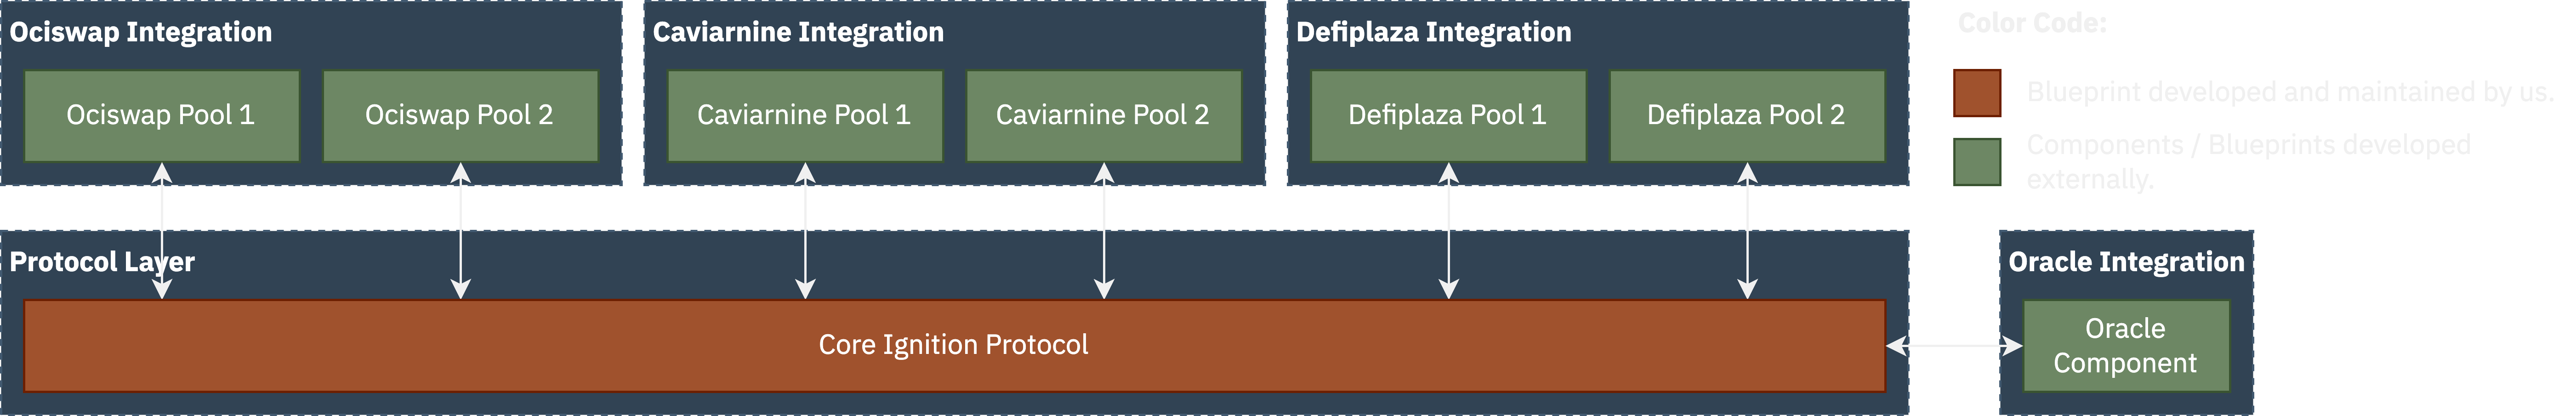 Ociswap Integration
Caviarnine Integration
Defiplaza Integration
Color Code:
Ociswap Pool 1
Ociswap Pool 2
Caviarnine Pool 1
Caviarnine Pool 2
Defiplaza Pool 1
Defiplaza Pool 2
Blueprint developed and maintained by us.
Components / Blueprints developed
externally.
Protocol Layer
Core Ignition Protocol
Oracle Integration
Oracle
Component